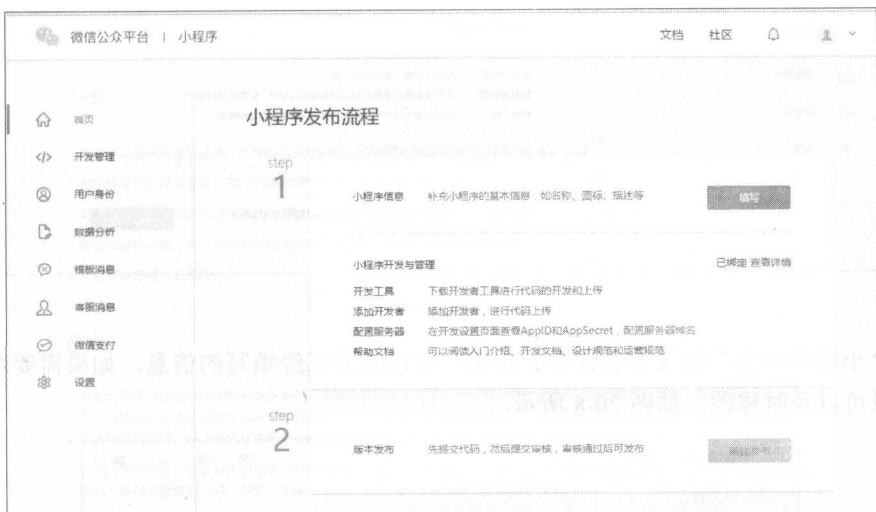 微信公众平台 | 小程序
文档 社区
首页
开发管理
用户身份
数据分析
模板消息
客服消息
微信支付
设置
小程序发布流程
step
1
小程序信息 补充小程序的基本信息，如名称、图标、描述等
填写
小程序开发与管理
已绑定 查看详情
开发工具 下载开发者工具进行代码的开发和上传
添加开发者 添加开发者，进行代码上传
配置服务器 在开发设置页面查看AppID和AppSecret，配置服务器域名
帮助文档 可以阅读入门介绍、开发文档、设计规范和运营规范
step
2
版本发布 先提交代码，然后提交审核，审核通过后可发布